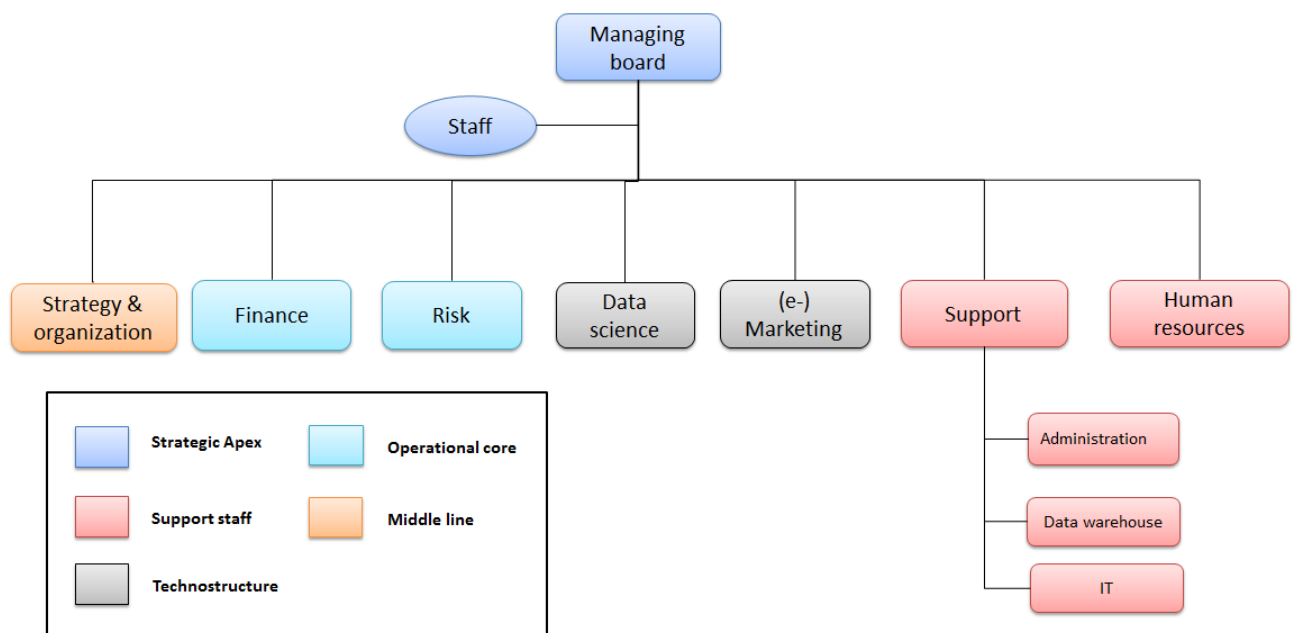 Managing
board
Staff
Strategy &
organization
Finance
Risk
Data
science
(e-)
Marketing
Support
Human
resources
Strategic Apex
Operational core
Support staff
Middle line
Technostructure
Administration
Data warehouse
IT